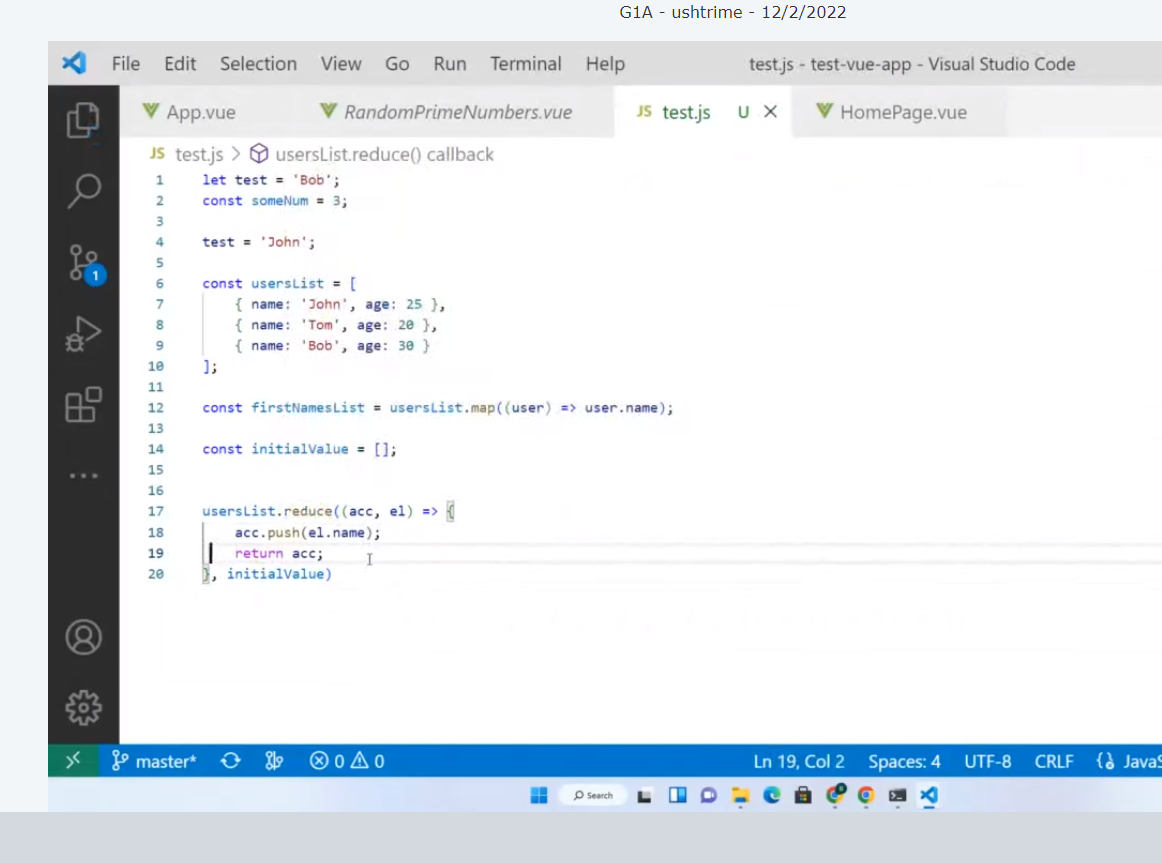 G1A - ushtrime - 12/2/2022
File Edit Selection View Go Run Terminal Help test.js - test-vue-app - Visual Studio Code
App.vue RandomPrimeNumbers.vue JS test.js U HomePage.vue
JS test.js > usersList.reduce() callback
1 let test = 'Bob';
2 const someNum = 3;
3
4 test = 'John';
5
6 const usersList = [
7 { name: 'John', age: 25 },
8 { name: 'Tom', age: 20 },
9 { name: 'Bob', age: 30 }
10 ];
11
12 const firstNamesList = usersList.map((user) => user.name);
13
14 const initialValue = [];
15
16
17 usersList.reduce((acc, el) => {
18 acc.push(el.name);
19 return acc;
20 }, initialValue)
1
master* 0 0 Ln 19, Col 2 Spaces: 4 UTF-8 CRLF JavaS
Search